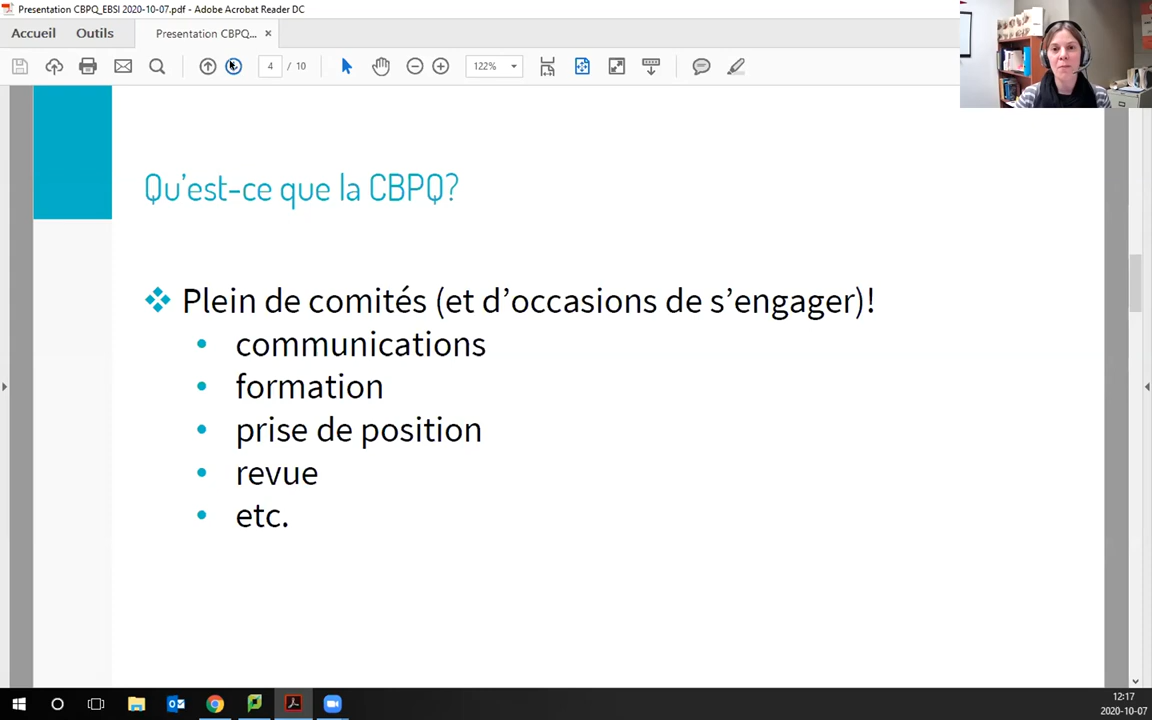 Presentation CBPQ_EBSI 2020-10-07.pdf - Adobe Acrobat Reader DC
Accueil Outils Presentation CBPQ... ×
4 / 10 122%
Qu'est-ce que la CBPQ?
Plein de comités (et d'occasions de s'engager)!
• communications
• formation
• prise de position
• revue
• etc.
12:17
2020-10-07